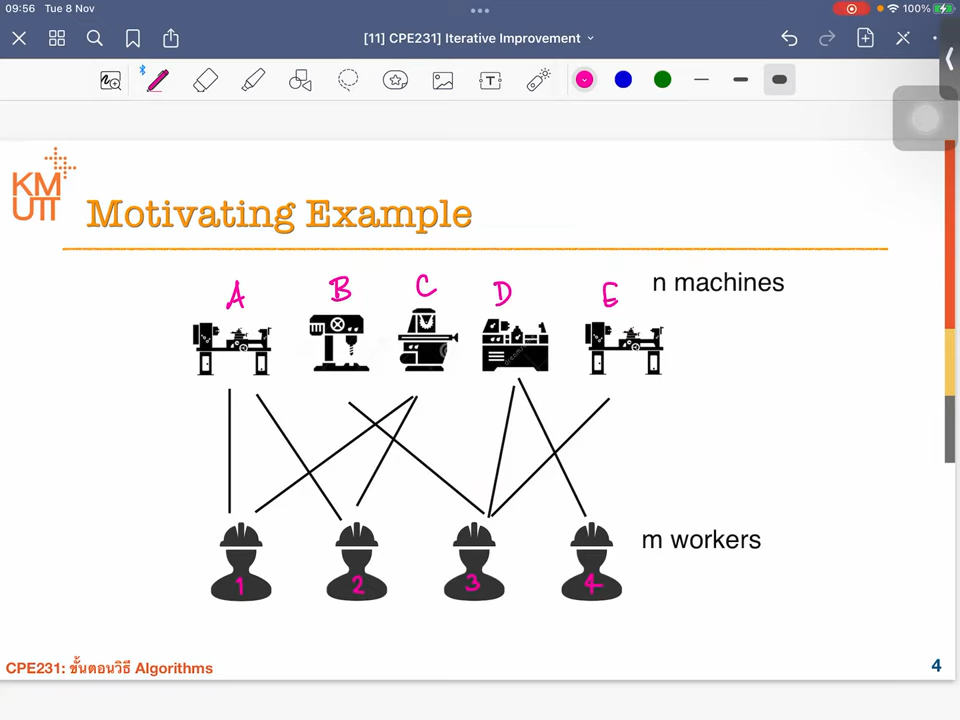 09:56 Tue 8 Nov
100%
[11] CPE231] Iterative Improvement
T
KM
UTT
Motivating Example
A B C D E
n machines
m workers
1 2 3 4
CPE231: ขั้นตอนวิธี Algorithms
4